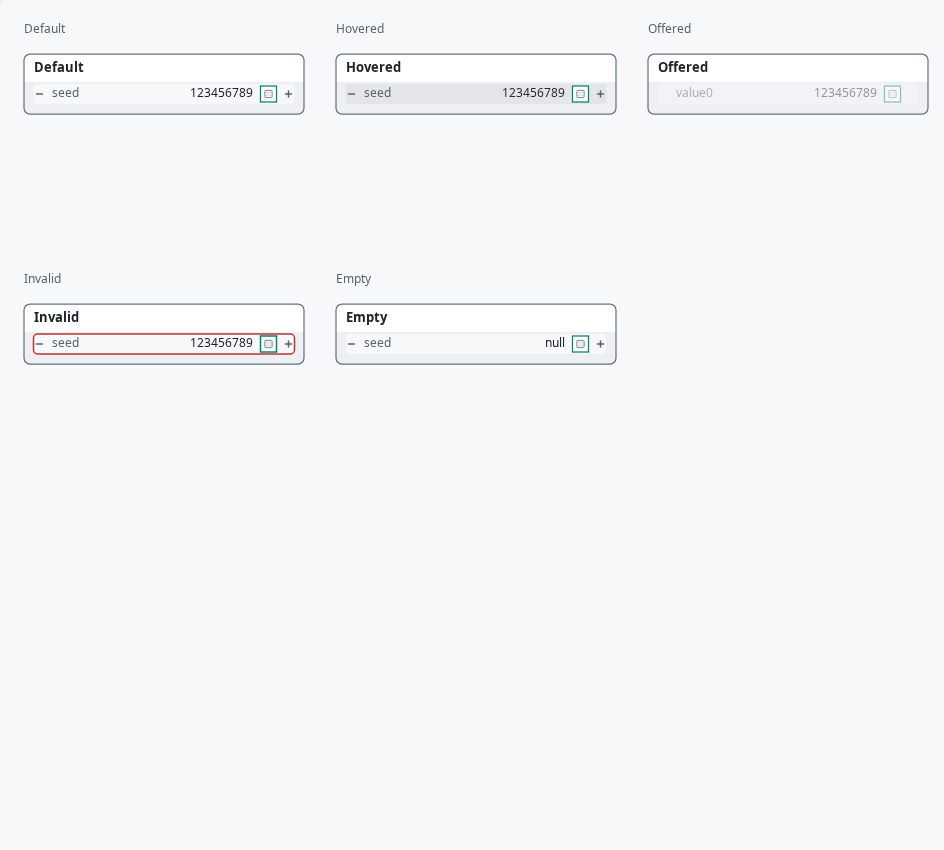 Default
Hovered
Offered
Default
− seed 123456789 +
Hovered
− seed 123456789 +
Offered
value0 123456789
Invalid
Empty
Invalid
− seed 123456789 +
Empty
− seed null +